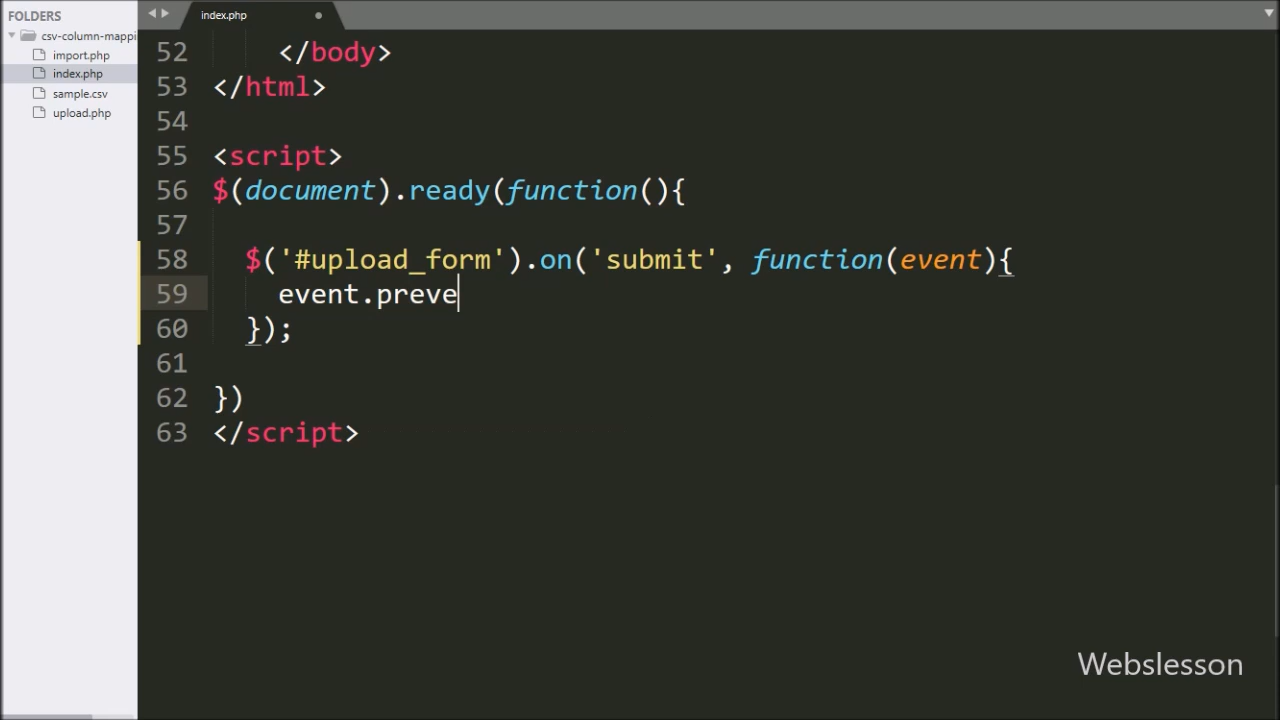 FOLDERS
csv-column-mappi
import.php
index.php
sample.csv
upload.php
index.php
52 </body>
53 </html>
54
55 <script>
56 $(document).ready(function(){
57
58 $('#upload_form').on('submit', function(event){
59 event.preve
60 });
61
62 })
63 </script>
Webslesson